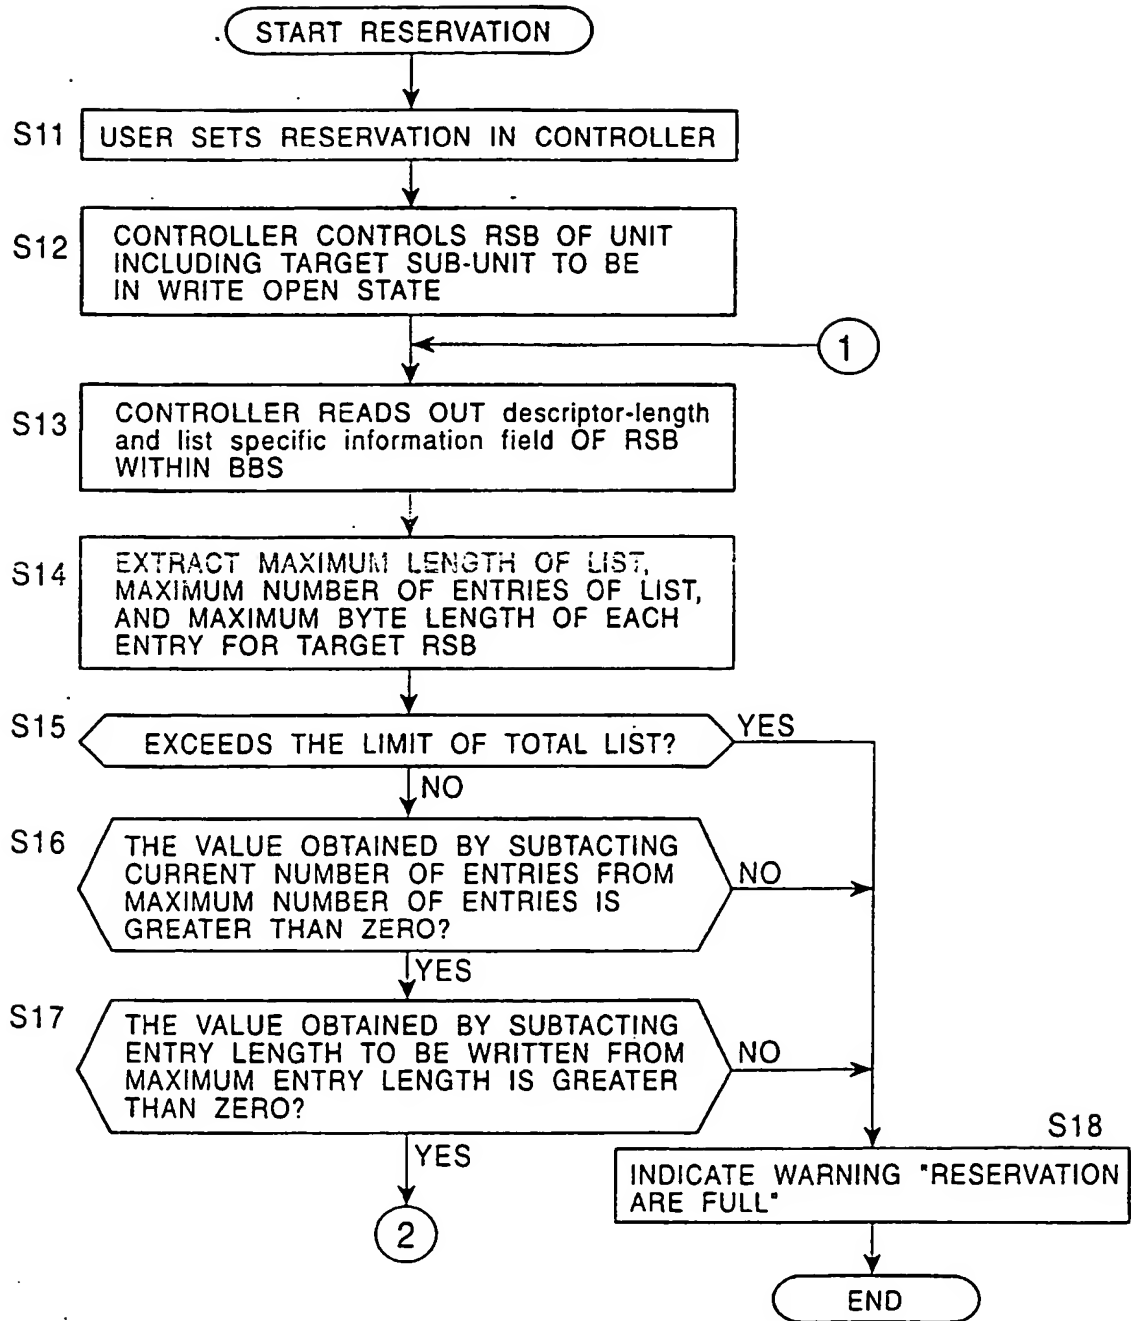 START RESERVATION
S11
USER SETS RESERVATION IN CONTROLLER
S12
CONTROLLER CONTROLS RSB OF UNIT
INCLUDING TARGET SUB-UNIT TO BE
IN WRITE OPEN STATE
1
S13
CONTROLLER READS OUT descriptor-length
and list specific information field OF RSB
WITHIN BBS
S14
EXTRACT MAXIMUM LENGTH OF LIST,
MAXIMUM NUMBER OF ENTRIES OF LIST,
AND MAXIMUM BYTE LENGTH OF EACH
ENTRY FOR TARGET RSB
S15
EXCEEDS THE LIMIT OF TOTAL LIST?
YES
NO
S16
THE VALUE OBTAINED BY SUBTACTING
CURRENT NUMBER OF ENTRIES FROM
MAXIMUM NUMBER OF ENTRIES IS
GREATER THAN ZERO?
NO
YES
S17
THE VALUE OBTAINED BY SUBTACTING
ENTRY LENGTH TO BE WRITTEN FROM
MAXIMUM ENTRY LENGTH IS GREATER
THAN ZERO?
NO
YES
2
S18
INDICATE WARNING "RESERVATION
ARE FULL"
END